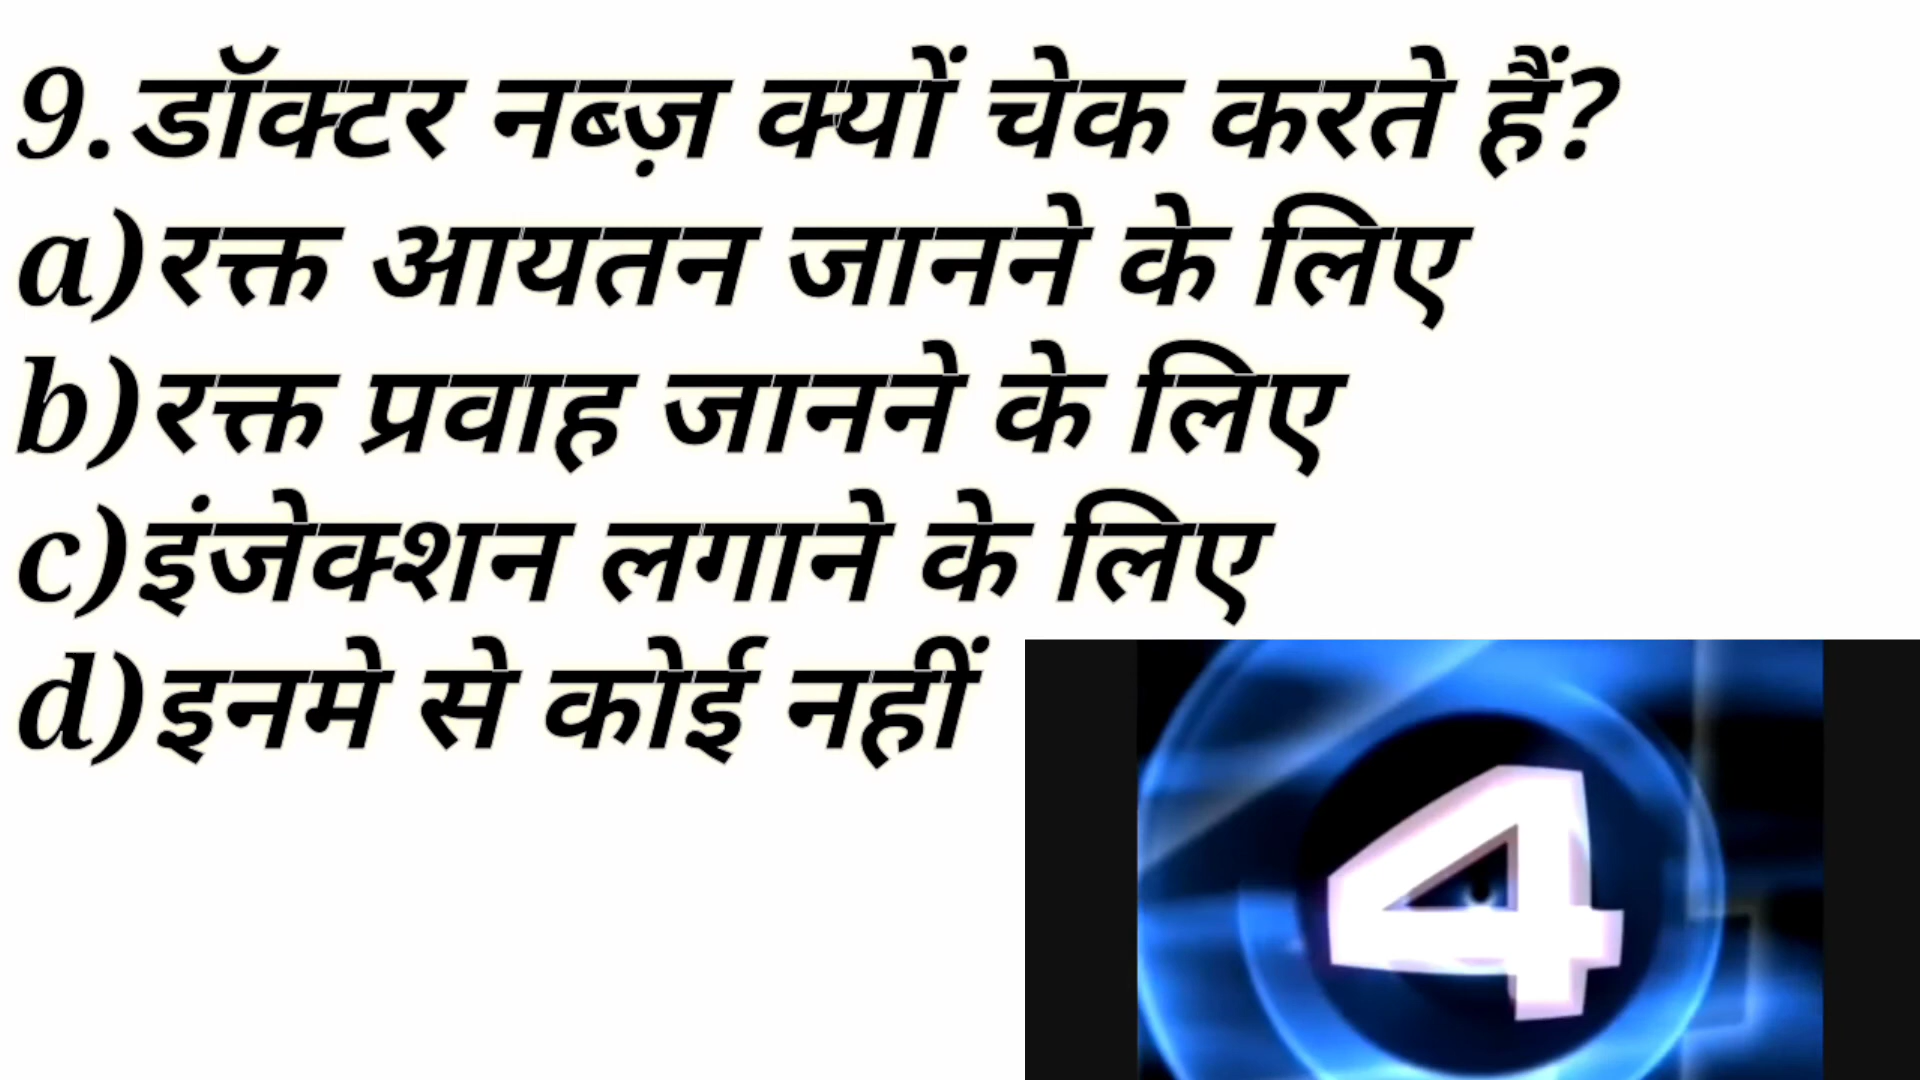 9.डॉक्टर नब्ज़ क्यों चेक करते हैं?
a)रक्त आयतन जानने के लिए
b)रक्त प्रवाह जानने के लिए
c)इंजेक्शन लगाने के लिए
d)इनमे से कोई नहीं
4